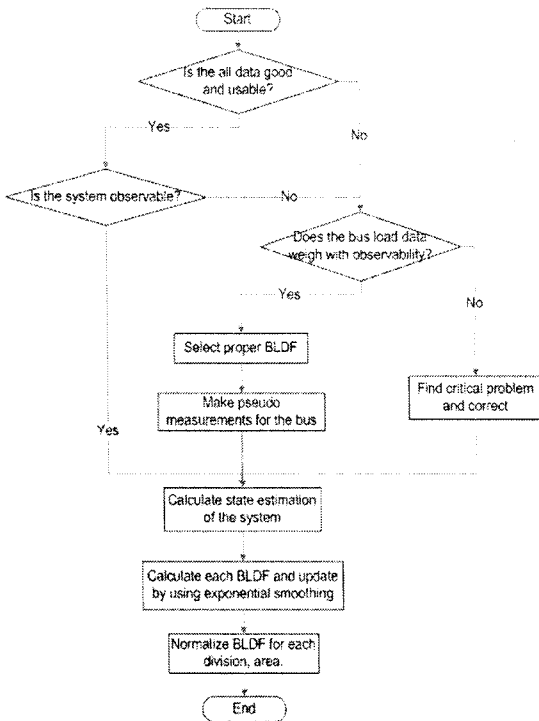 Start
Is the all data good
and usable?
Yes
No
Is the system observable?
No
Does the bus load data
weigh with observability?
Yes
No
Select proper BLDF
Make pseudo
measurements for the bus
Find critical problem
and correct
Yes
Calculate state estimation
of the system
Calculate each BLDF and update
by using exponential smoothing
Normalize BLDF for each
division, area.
End